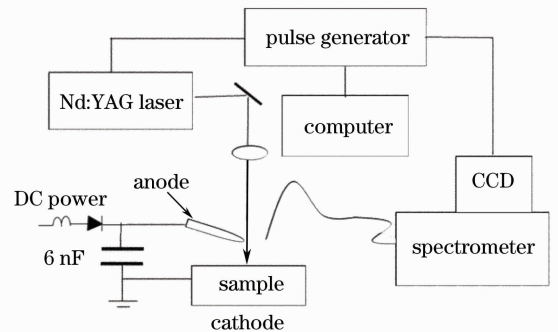 pulse generator
Nd:YAG laser
computer
CCD
anode
DC power
spectrometer
6 nF
sample
cathode